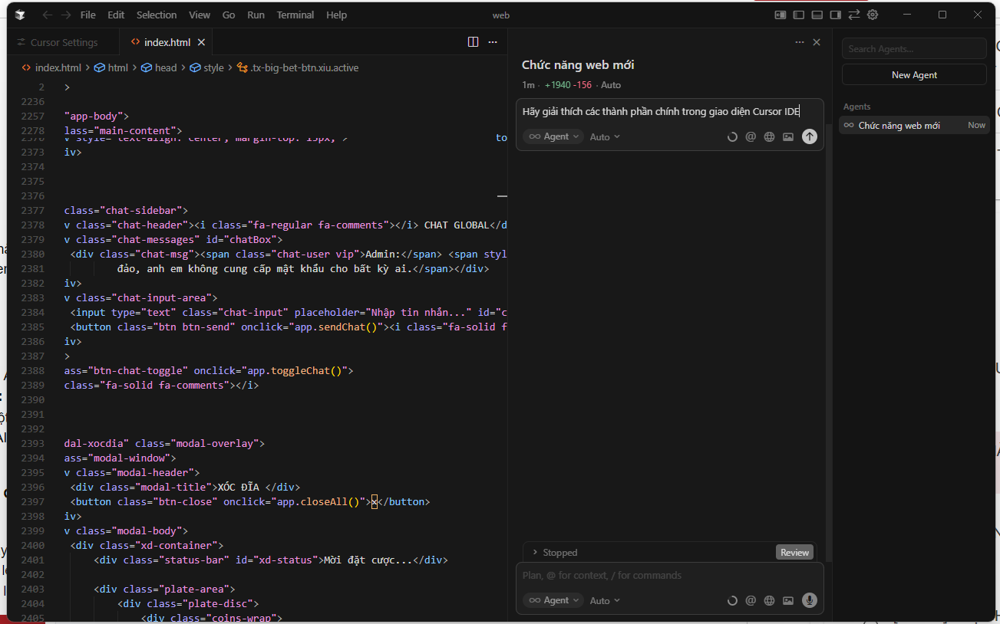 File Edit Selection View Go Run Terminal Help
web
Cursor Settings
index.html
index.html > html > head > style > .tx-big-bet-btn.xiu.active
2 >
2236
2257 "app-body">
2258 lass="main-content">
2370 v style="text-align: center; margin-top: 15px;"> to
2373 iv>
2374
2375
2376
2377 class="chat-sidebar">
2378 v class="chat-header"><i class="fa-regular fa-comments"></i> CHAT GLOBAL</d
2379 v class="chat-messages" id="chatBox">
2380 <div class="chat-msg"><span class="chat-user vip">Admin:</span> <span styl
2381 đảo, anh em không cung cấp mật khẩu cho bất kỳ ai.</span></div>
2382 iv>
2383 v class="chat-input-area">
2384 <input type="text" class="chat-input" placeholder="Nhập tin nhắn..." id="c
2385 <button class="btn btn-send" onclick="app.sendChat()"><i class="fa-solid f
2386 iv>
2387 >
2388 ass="btn-chat-toggle" onclick="app.toggleChat()">
2389 class="fa-solid fa-comments"></i>
2390
2391
2392
2393 dal-xocdia" class="modal-overlay">
2394 ass="modal-window">
2395 v class="modal-header">
2396 <div class="modal-title">XÓC ĐĨA </div>
2397 <button class="btn-close" onclick="app.closeAll()">×</button>
2398 iv>
2399 v class="modal-body">
2400 <div class="xd-container">
2401 <div class="status-bar" id="xd-status">Mời đặt cược...</div>
2402
2403 <div class="plate-area">
2404 <div class="plate-disc">
2405 <div class="coins-wrap">
Chức năng web mới
1m · +1940 -156 · Auto
Hãy giải thích các thành phần chính trong giao diện Cursor IDE
Agent Auto
Stopped
Review
Plan, @ for context, / for commands
Agent Auto
Search Agents...
New Agent
Agents
Chức năng web mới Now